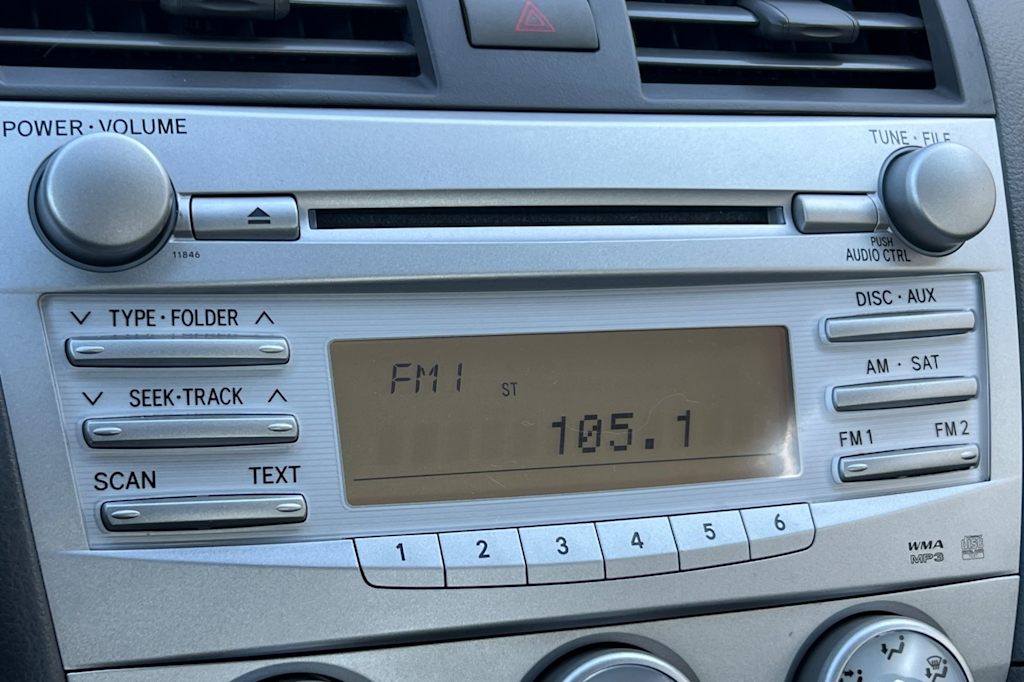 POWER · VOLUME
TUNE · FILE
11846
PUSH
AUDIO CTRL
TYPE · FOLDER
DISC · AUX
SEEK · TRACK
AM · SAT
SCAN TEXT
FM1 FM2
FM1 ST
105.1
1 2 3 4 5 6
WMA
MP3